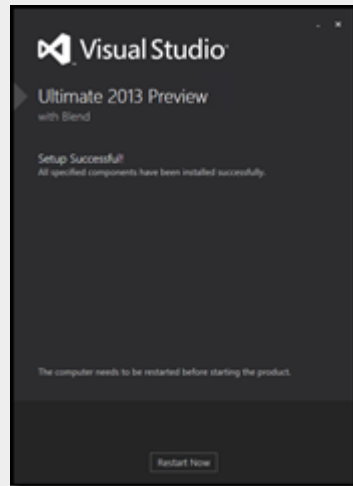 Visual Studio
Ultimate 2013 Preview
with Blend
Setup Successful!
All specified components have been installed successfully.
The computer needs to be restarted before starting the product.
Restart Now